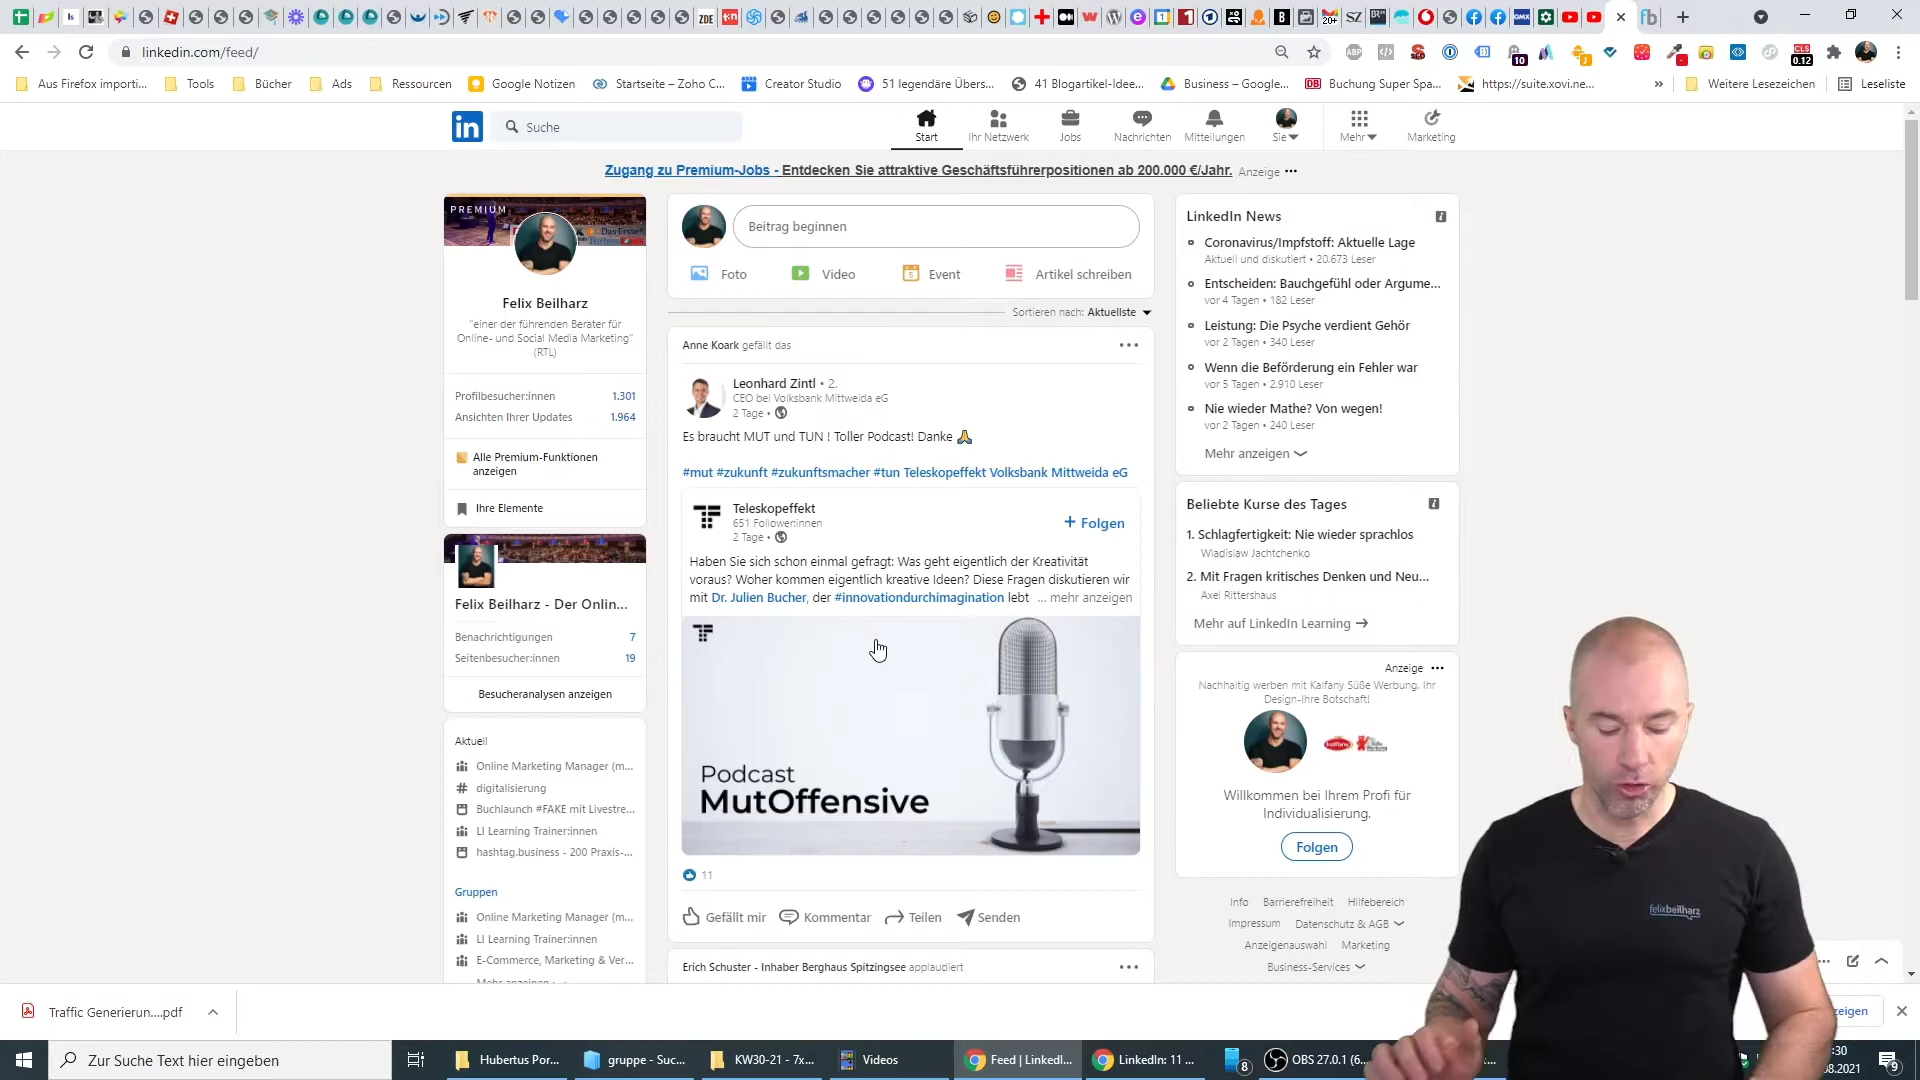 linkedin.com/feed/
Aus Firefox importi...
Tools
Bücher
Ads
Ressourcen
Google Notizen
Startseite – Zoho C...
Creator Studio
51 legendäre Übers...
41 Blogartikel-Idee...
Business – Google...
Buchung Super Spa...
https://suite.xovi.ne...
»
Weitere Lesezeichen
Leseliste
in
Suche
Start
Ihr Netzwerk
Jobs
Nachrichten
Mitteilungen
Sie
Mehr
Marketing
Zugang zu Premium-Jobs - Entdecken Sie attraktive Geschäftsführerpositionen ab 200.000 €/Jahr. Anzeige
PREMIUM
Felix Beilharz
"einer der führenden Berater für
Online- und Social Media Marketing"
(RTL)
Profilbesucher:innen 1.301
Ansichten Ihrer Updates 1.964
Alle Premium-Funktionen
anzeigen
Ihre Elemente
Felix Beilharz - Der Onlin...
Benachrichtigungen 7
Seitenbesucher:innen 19
Besucheranalysen anzeigen
Aktuell
Online Marketing Manager (m...
# digitalisierung
Buchlaunch #FAKE mit Livestre...
LI Learning Trainer:innen
hashtag.business - 200 Praxis-...
Gruppen
Online Marketing Manager (m...
LI Learning Trainer:innen
E-Commerce, Marketing & Ver...
Mehr anzeigen
Beitrag beginnen
Foto
Video
Event
Artikel schreiben
Sortieren nach: Aktuellste
Anne Koark gefällt das
Leonhard Zintl • 2.
CEO bei Volksbank Mittweida eG
2 Tage •
Es braucht MUT und TUN ! Toller Podcast! Danke 🙏
#mut #zukunft #zukunftsmacher #tun Teleskopeffekt Volksbank Mittweida eG
Teleskopeffekt
651 Follower:innen
2 Tage •
+ Folgen
Haben Sie sich schon einmal gefragt: Was geht eigentlich der Kreativität
voraus? Woher kommen eigentlich kreative Ideen? Diese Fragen diskutieren wir
mit Dr. Julien Bucher, der #innovationdurchimagination lebt ... mehr anzeigen
Podcast
MutOffensive
11
Gefällt mir
Kommentar
Teilen
Senden
Erich Schuster - Inhaber Berghaus Spitzingsee applaudiert
LinkedIn News
Coronavirus/Impfstoff: Aktuelle Lage
Aktuell und diskutiert • 20.673 Leser
Entscheiden: Bauchgefühl oder Argume...
vor 4 Tagen • 182 Leser
Leistung: Die Psyche verdient Gehör
vor 2 Tagen • 340 Leser
Wenn die Beförderung ein Fehler war
vor 5 Tagen • 2.910 Leser
Nie wieder Mathe? Von wegen!
vor 2 Tagen • 240 Leser
Mehr anzeigen
Beliebte Kurse des Tages
1. Schlagfertigkeit: Nie wieder sprachlos
Wladislaw Jachtchenko
2. Mit Fragen kritisches Denken und Neu...
Axel Rittershaus
Mehr auf LinkedIn Learning →
Anzeige
Nachhaltig werben mit Kaifany Süße Werbung. Ihr
Design-Ihre Botschaft!
Willkommen bei Ihrem Profi für
Individualisierung.
Folgen
Info Barrierefreiheit Hilfebereich
Impressum Datenschutz & AGB
Anzeigenauswahl Marketing
Business-Services
felixbeilharz
Traffic Generierun....pdf
zeigen
Zur Suche Text hier eingeben
Hubertus Por...
gruppe - Suc...
KW30-21 - 7x...
Videos
Feed | LinkedI...
LinkedIn: 11 ...
8
OBS 27.0.1 (6...
:30
08.2021
9